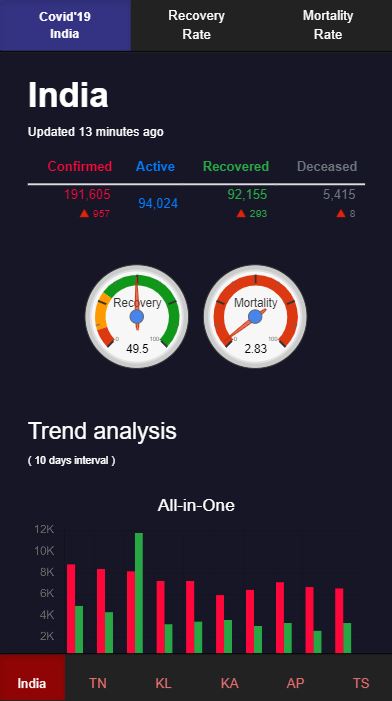 Covid'19 India
Recovery Rate
Mortality Rate
India
Updated 13 minutes ago
Confirmed Active Recovered Deceased
191,605 94,024 92,155 5,415
▲ 957 ▲ 293 ▲ 8
Recovery
0 100
49.5
Mortality
0 100
2.83
Trend analysis
( 10 days interval )
All-in-One
12K
10K
8K
6K
4K
2K
India TN KL KA AP TS